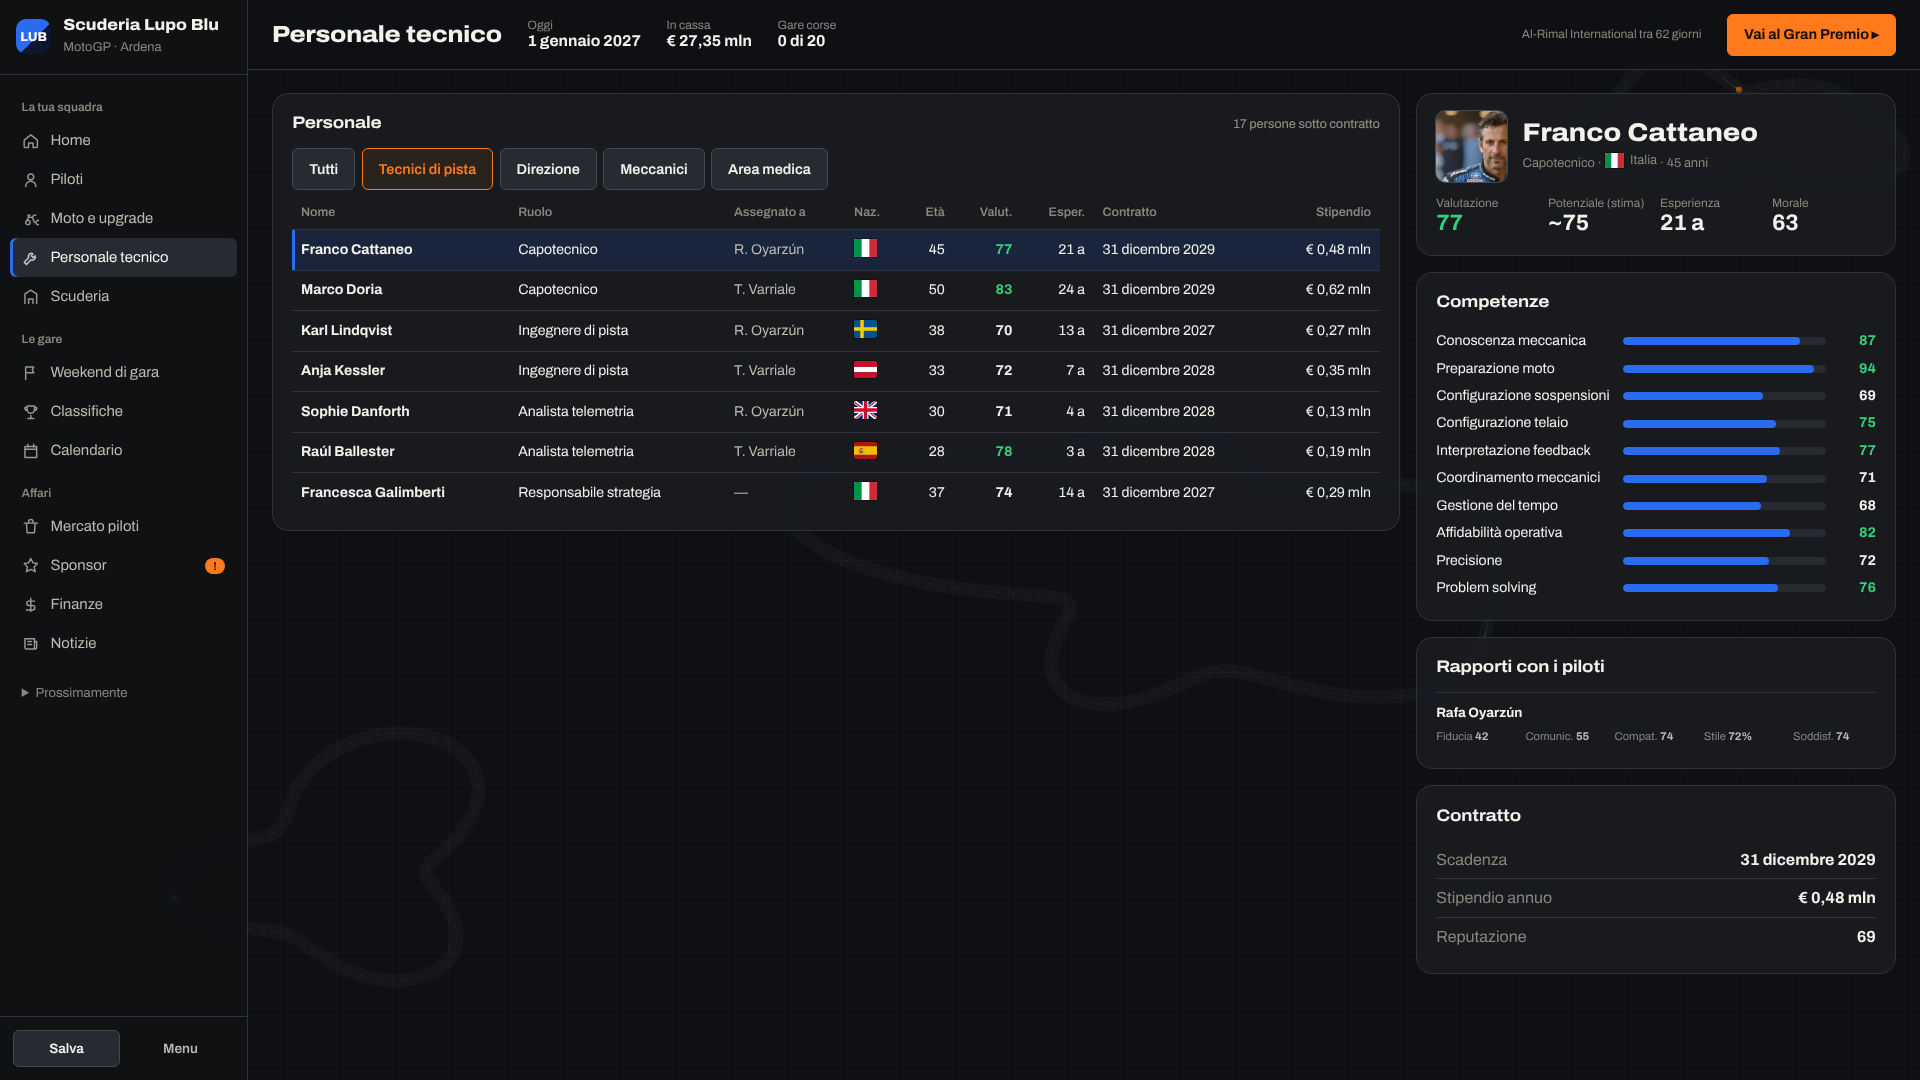 LUB
Scuderia Lupo Blu
MotoGP · Ardena
La tua squadra
Home
Piloti
Moto e upgrade
Personale tecnico
Scuderia
Le gare
Weekend di gara
Classifiche
Calendario
Affari
Mercato piloti
Sponsor !
Finanze
Notizie
▶ Prossimamente
Salva Menu
Personale tecnico
Oggi
1 gennaio 2027
In cassa
€ 27,35 mln
Gare corse
0 di 20
Al-Rimal International tra 62 giorni
Vai al Gran Premio ▸
Personale
17 persone sotto contratto
Tutti Tecnici di pista Direzione Meccanici Area medica
Nome Ruolo Assegnato a Naz. Età Valut. Esper. Contratto Stipendio
Franco Cattaneo Capotecnico R. Oyarzún 45 77 21 a 31 dicembre 2029 € 0,48 mln
Marco Doria Capotecnico T. Varriale 50 83 24 a 31 dicembre 2029 € 0,62 mln
Karl Lindqvist Ingegnere di pista R. Oyarzún 38 70 13 a 31 dicembre 2027 € 0,27 mln
Anja Kessler Ingegnere di pista T. Varriale 33 72 7 a 31 dicembre 2028 € 0,35 mln
Sophie Danforth Analista telemetria R. Oyarzún 30 71 4 a 31 dicembre 2028 € 0,13 mln
Raúl Ballester Analista telemetria T. Varriale 28 78 3 a 31 dicembre 2028 € 0,19 mln
Francesca Galimberti Responsabile strategia — 37 74 14 a 31 dicembre 2027 € 0,29 mln
Franco Cattaneo
Capotecnico · Italia · 45 anni
Valutazione Potenziale (stima) Esperienza Morale
77 ~75 21 a 63
Competenze
Conoscenza meccanica 87
Preparazione moto 94
Configurazione sospensioni 69
Configurazione telaio 75
Interpretazione feedback 77
Coordinamento meccanici 71
Gestione del tempo 68
Affidabilità operativa 82
Precisione 72
Problem solving 76
Rapporti con i piloti
Rafa Oyarzún
Fiducia 42 Comunic. 55 Compat. 74 Stile 72% Soddisf. 74
Contratto
Scadenza 31 dicembre 2029
Stipendio annuo € 0,48 mln
Reputazione 69